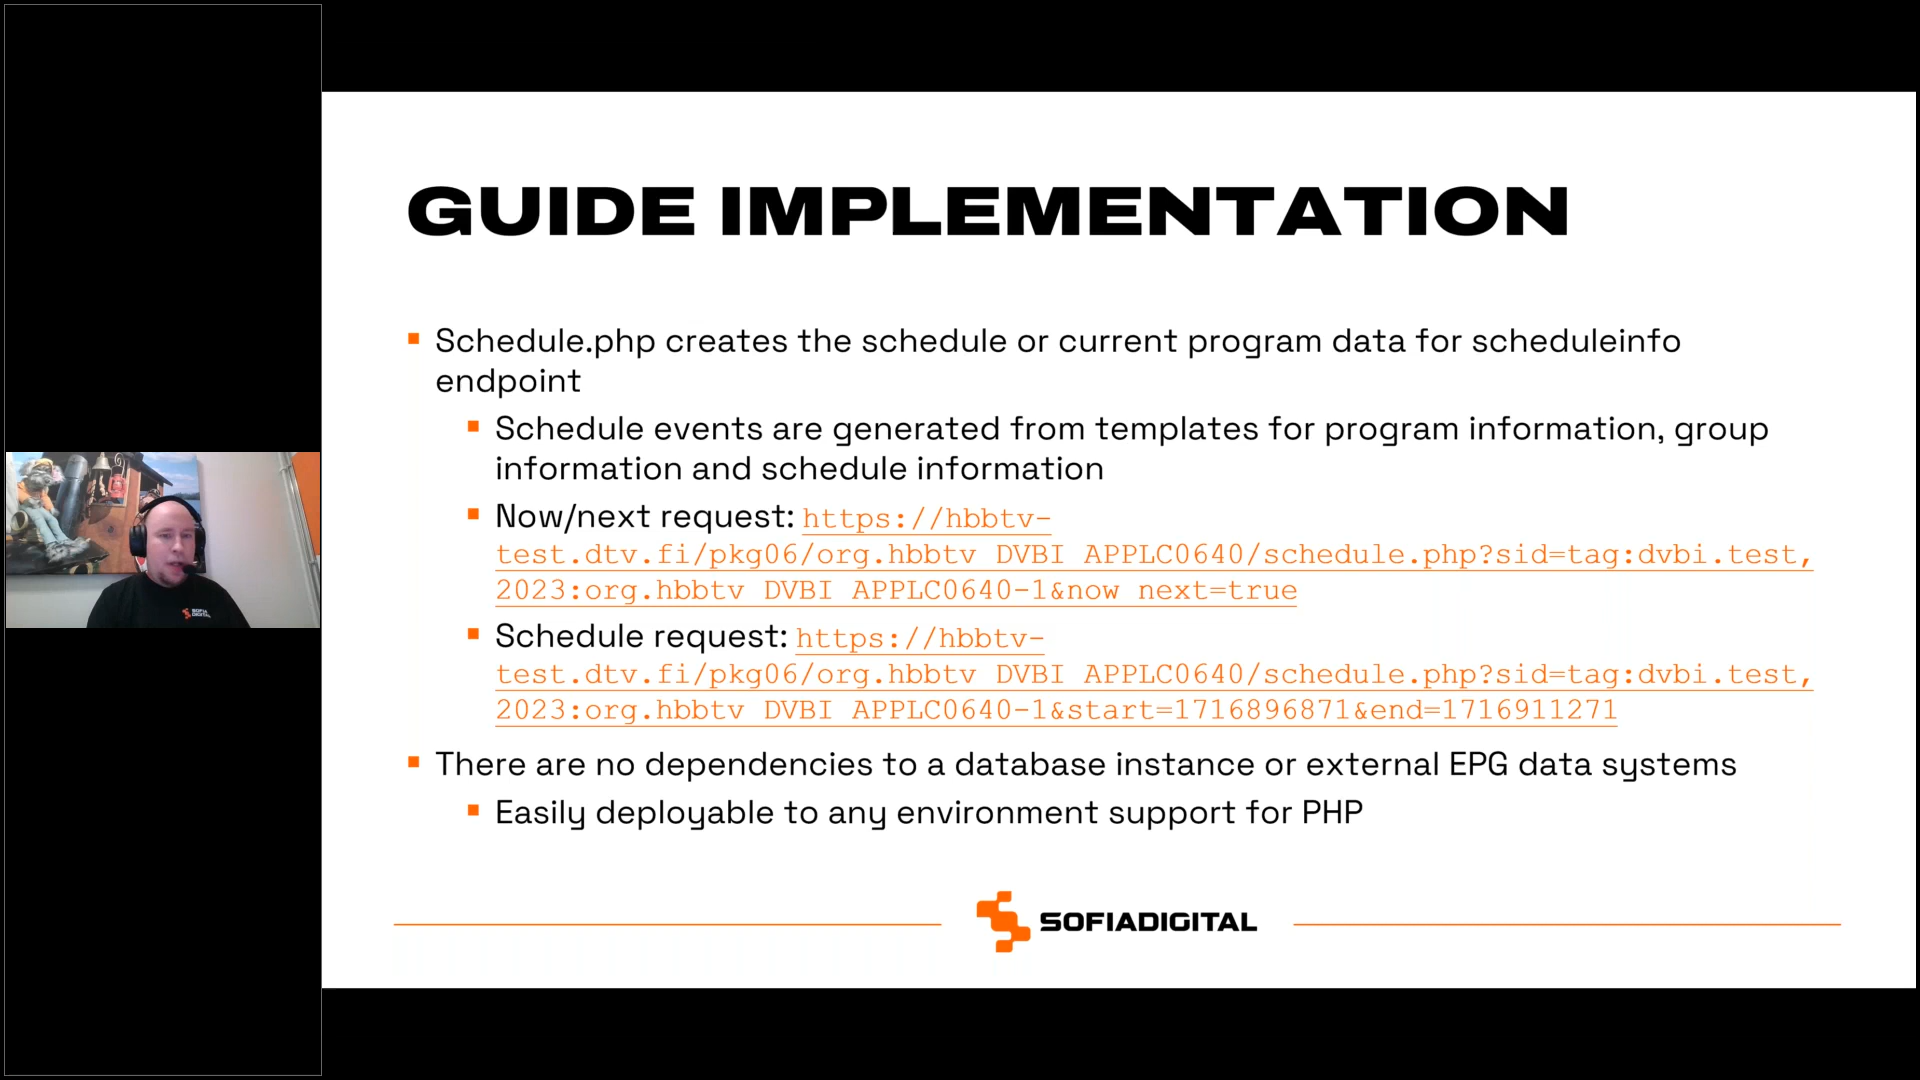 GUIDE IMPLEMENTATION
Schedule.php creates the schedule or current program data for scheduleinfo
endpoint
Schedule events are generated from templates for program information, group
information and schedule information
Now/next request: https://hbbtv-
test.dtv.fi/pkg06/org.hbbtv_DVBI_APPLC0640/schedule.php?sid=tag:dvbi.test,
2023:org.hbbtv_DVBI_APPLC0640-1&now_next=true
Schedule request: https://hbbtv-
test.dtv.fi/pkg06/org.hbbtv_DVBI_APPLC0640/schedule.php?sid=tag:dvbi.test,
2023:org.hbbtv_DVBI_APPLC0640-1&start=1716896871&end=1716911271
There are no dependencies to a database instance or external EPG data systems
Easily deployable to any environment support for PHP
SOFIADIGITAL
SOFIA
DIGITAL